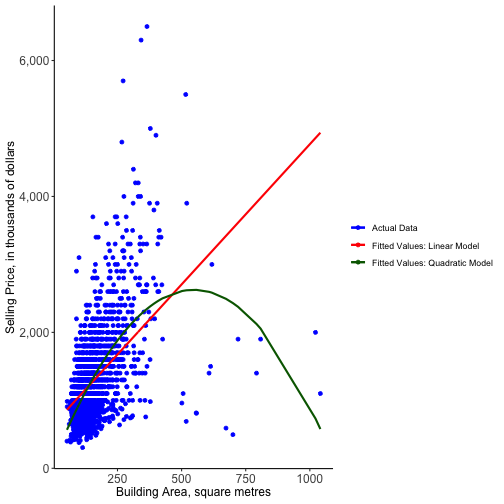 6,000
4,000
2,000
0
Selling Price, in thousands of dollars
250
500
750
1000
Building Area, square metres
Actual Data
Fitted Values: Linear Model
Fitted Values: Quadratic Model